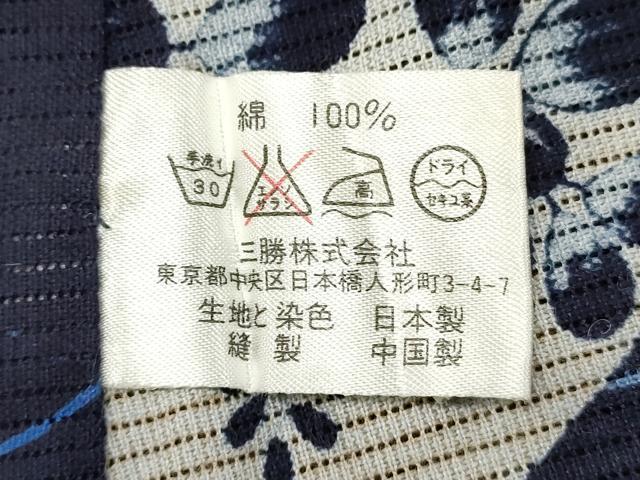 綿 100%
手洗イ 30 エンソ サラシ 高 ドライ セキユ系
三勝株式会社
東京都中央区日本橋人形町3-4-7
生地と染色 日本製
縫製 中国製